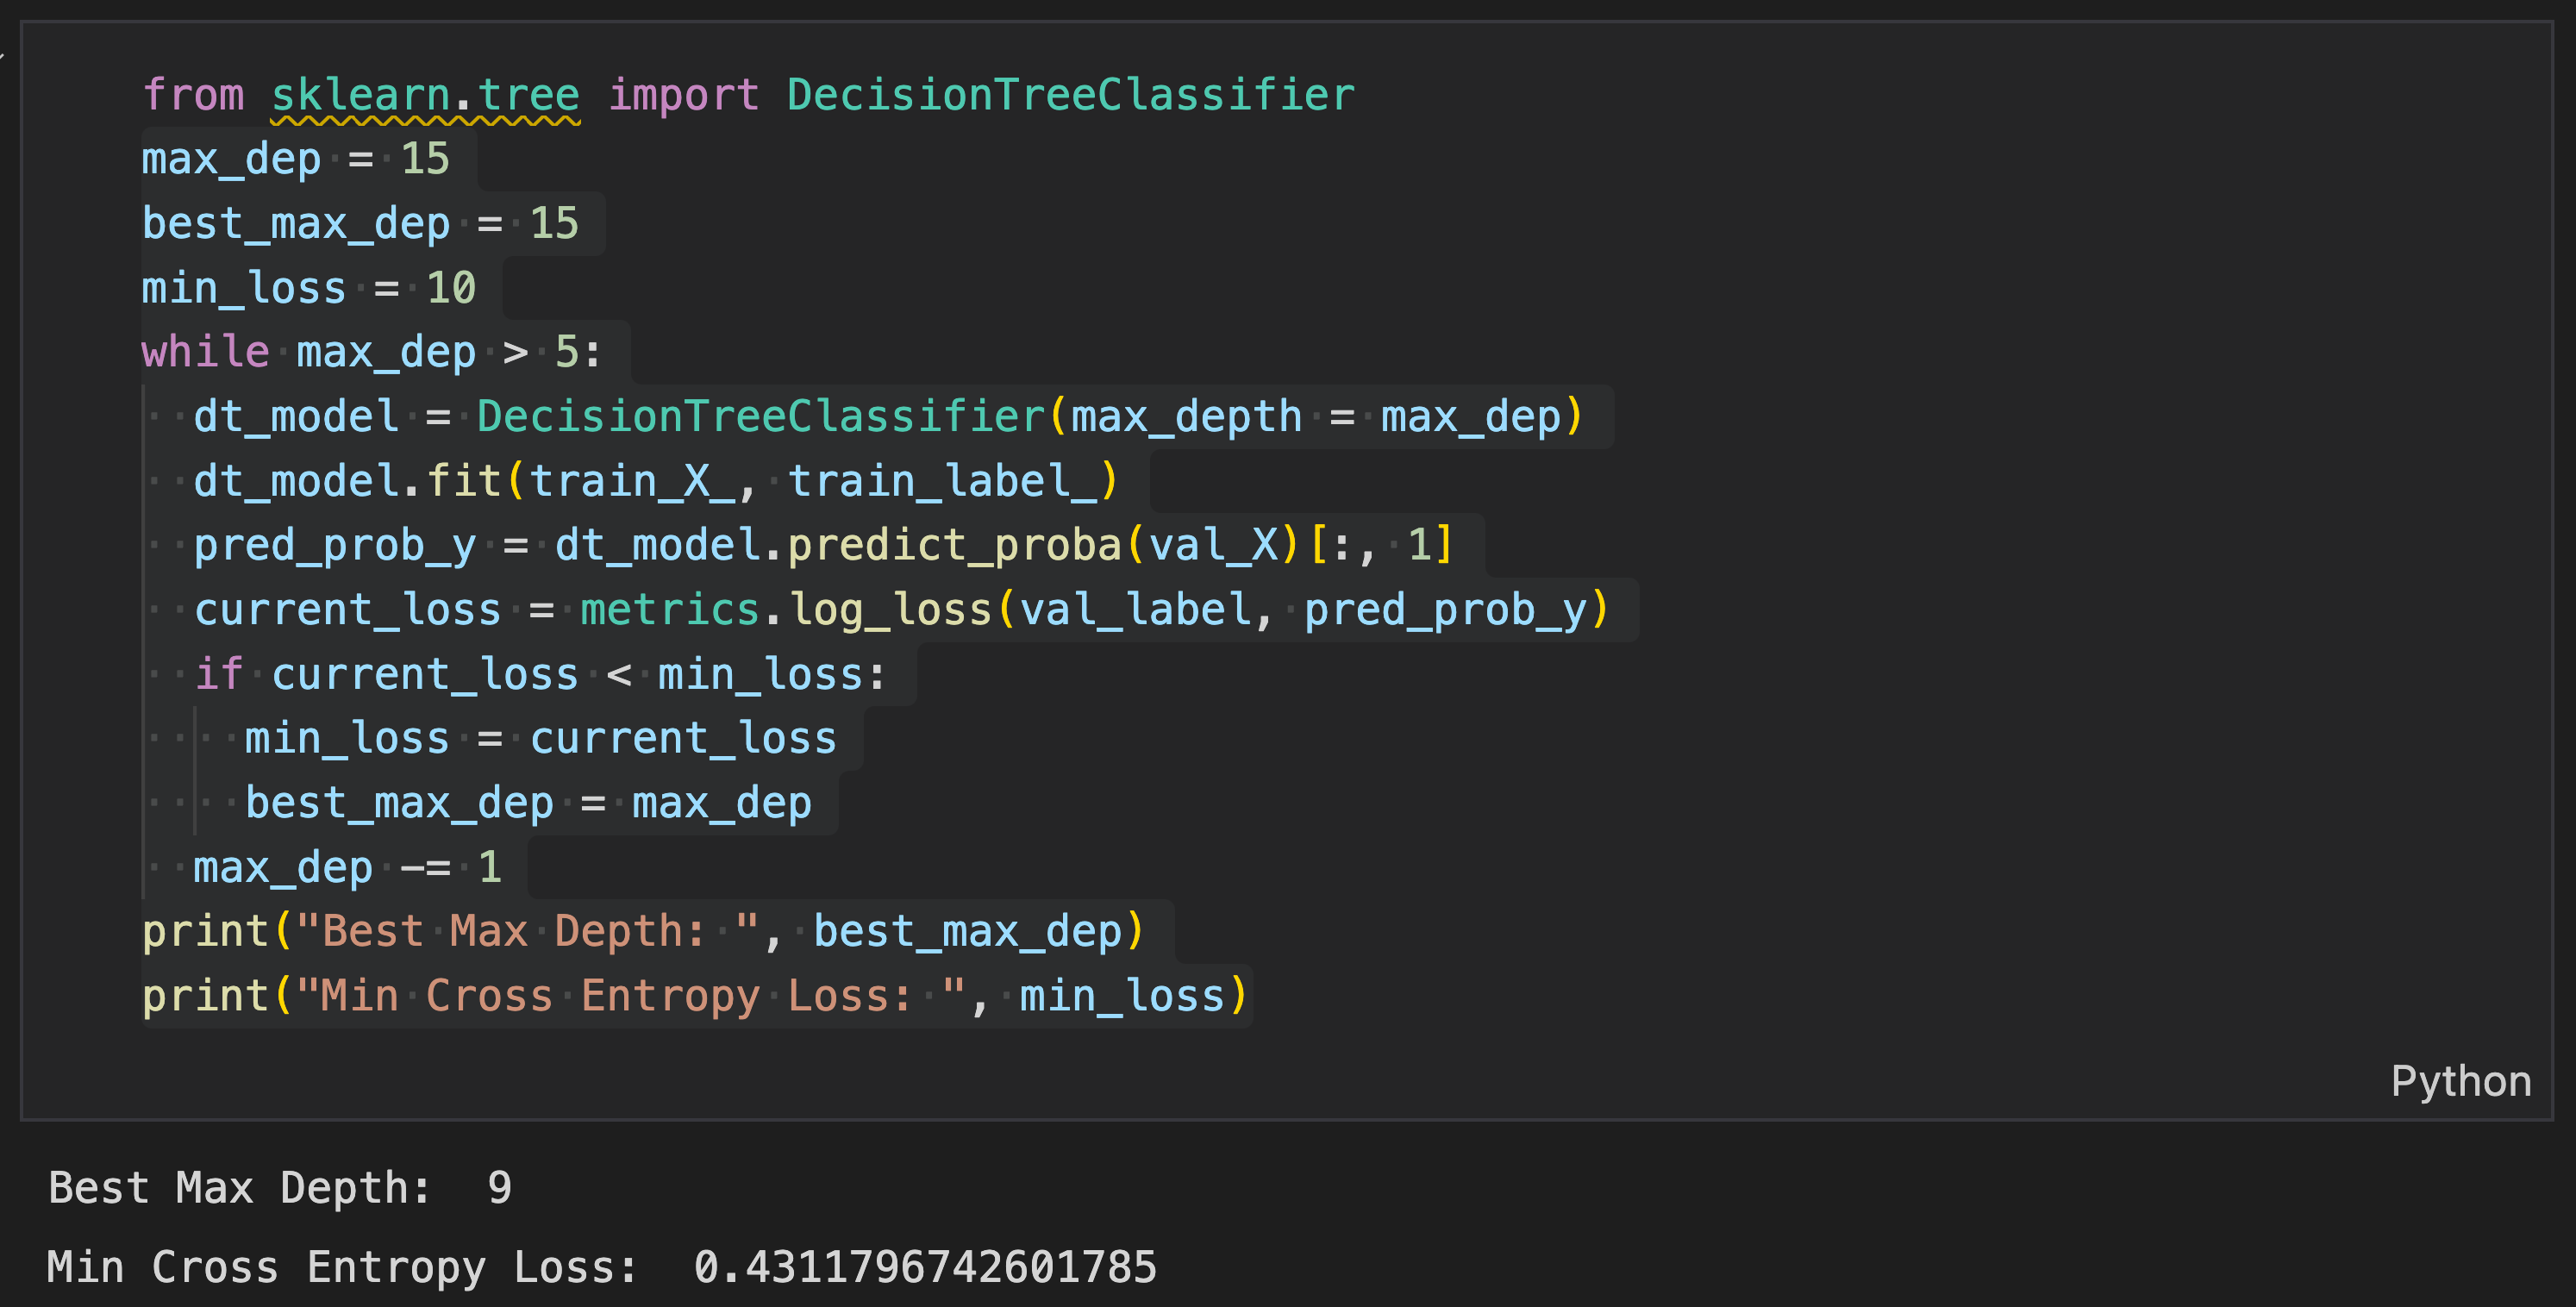 from sklearn.tree import DecisionTreeClassifier
max_dep = 15
best_max_dep = 15
min_loss = 10
while max_dep > 5:
  dt_model = DecisionTreeClassifier(max_depth = max_dep)
  dt_model.fit(train_X_, train_label_)
  pred_prob_y = dt_model.predict_proba(val_X)[:, 1]
  current_loss = metrics.log_loss(val_label, pred_prob_y)
  if current_loss < min_loss:
    min_loss = current_loss
    best_max_dep = max_dep
  max_dep -= 1
print("Best Max Depth: ", best_max_dep)
print("Min Cross Entropy Loss: ", min_loss)
Python
Best Max Depth:  9
Min Cross Entropy Loss:  0.4311796742601785